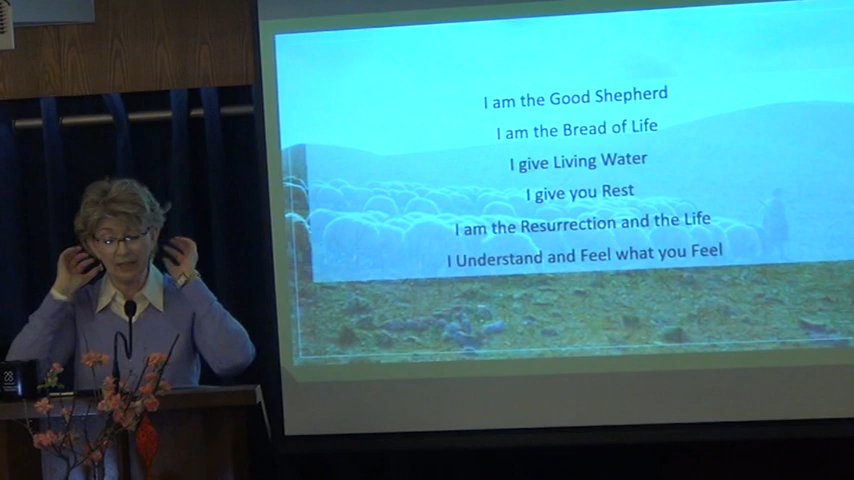 I am the Good Shepherd
I am the Bread of Life
I give Living Water
I give you Rest
I am the Resurrection and the Life
I Understand and Feel what you Feel